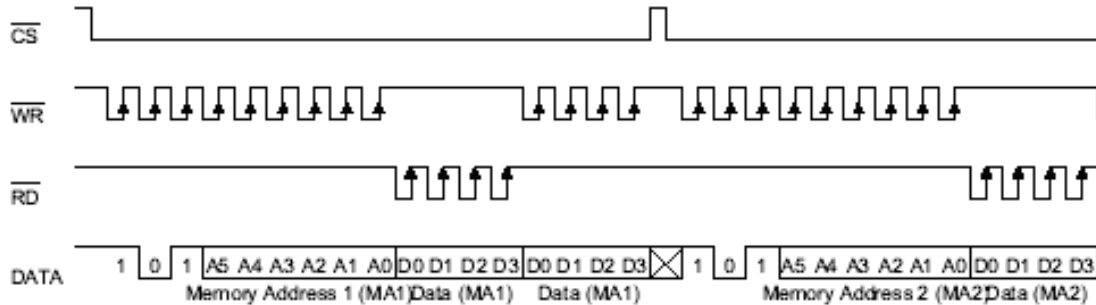 CS
WR
RD
DATA 1 0 1 A5 A4 A3 A2 A1 A0 D0 D1 D2 D3 D0 D1 D2 D3 1 0 1 A5 A4 A3 A2 A1 A0 D0 D1 D2 D3
Memory Address 1 (MA1) Data (MA1) Data (MA1) Memory Address 2 (MA2) Data (MA2)